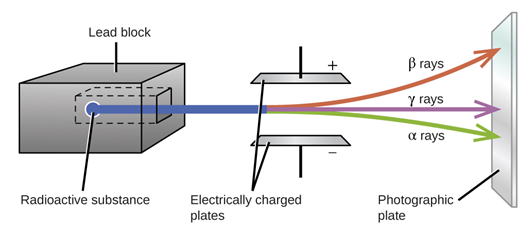 Lead block
+
β rays
γ rays
α rays
−
Radioactive substance
Electrically charged
plates
Photographic
plate